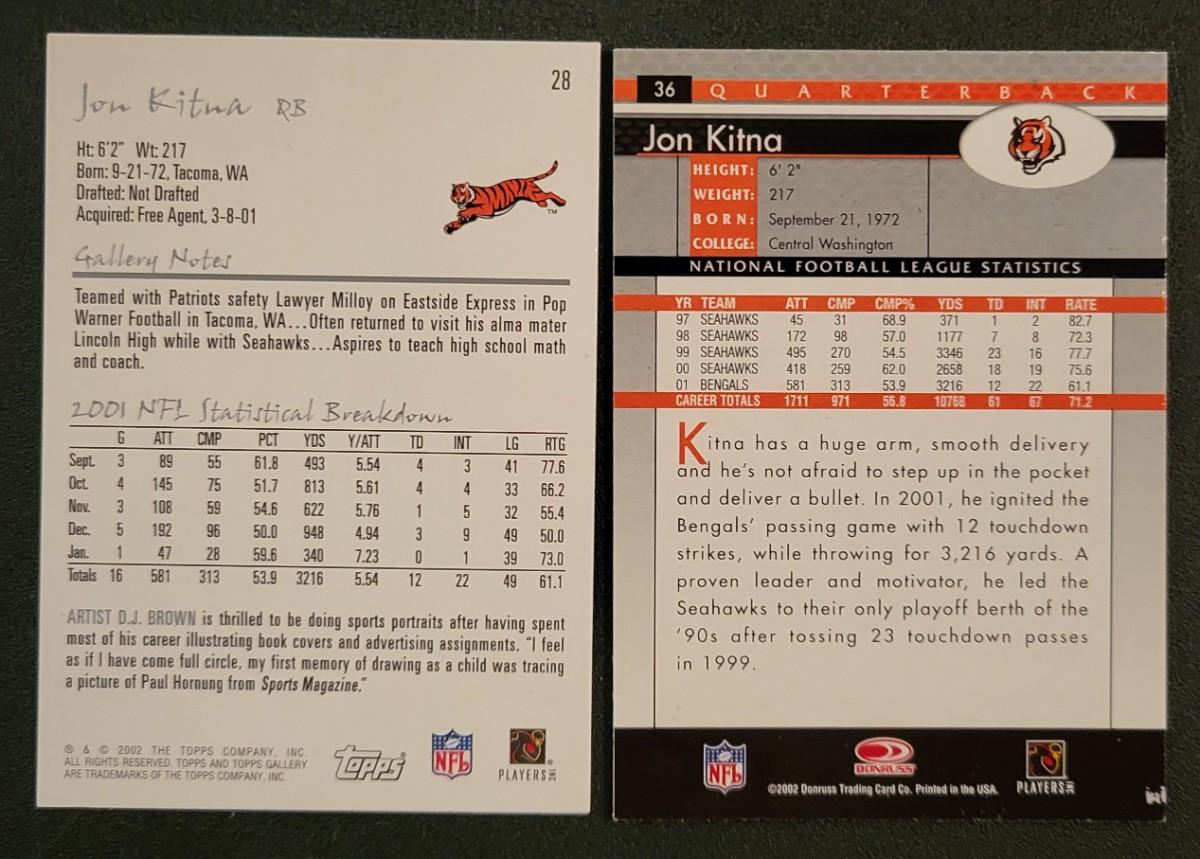 28
Jon Kitna QB
Ht: 6'2" Wt: 217
Born: 9-21-72, Tacoma, WA
Drafted: Not Drafted
Acquired: Free Agent, 3-8-01
TM
Gallery Notes
Teamed with Patriots safety Lawyer Milloy on Eastside Express in Pop
Warner Football in Tacoma, WA...Often returned to visit his alma mater
Lincoln High while with Seahawks...Aspires to teach high school math
and coach.
2001 NFL Statistical Breakdown
G ATT CMP PCT YDS Y/ATT TD INT LG RTG
Sept. 3 89 55 61.8 493 5.54 4 3 41 77.6
Oct. 4 145 75 51.7 813 5.61 4 4 33 66.2
Nov. 3 108 59 54.6 622 5.76 1 5 32 55.4
Dec. 5 192 96 50.0 948 4.94 3 9 49 50.0
Jan. 1 47 28 59.6 340 7.23 0 1 39 73.0
Totals 16 581 313 53.9 3216 5.54 12 22 49 61.1
ARTIST D.J. BROWN is thrilled to be doing sports portraits after having spent
most of his career illustrating book covers and advertising assignments. "I feel
as if I have come full circle, my first memory of drawing as a child was tracing
a picture of Paul Hornung from Sports Magazine."
® & © 2002 THE TOPPS COMPANY, INC.
ALL RIGHTS RESERVED. TOPPS AND TOPPS GALLERY
ARE TRADEMARKS OF THE TOPPS COMPANY, INC.
Topps
NFL
PLAYERS INC
36 QUARTERBACK
Jon Kitna
HEIGHT: 6' 2"
WEIGHT: 217
BORN: September 21, 1972
COLLEGE: Central Washington
NATIONAL FOOTBALL LEAGUE STATISTICS
YR TEAM ATT CMP CMP% YDS TD INT RATE
97 SEAHAWKS 45 31 68.9 371 1 2 82.7
98 SEAHAWKS 172 98 57.0 1177 7 8 72.3
99 SEAHAWKS 495 270 54.5 3346 23 16 77.7
00 SEAHAWKS 418 259 62.0 2658 18 19 75.6
01 BENGALS 581 313 53.9 3216 12 22 61.1
CAREER TOTALS 1711 971 56.8 10768 61 67 71.2
Kitna has a huge arm, smooth delivery
and he's not afraid to step up in the pocket
and deliver a bullet. In 2001, he ignited the
Bengals' passing game with 12 touchdown
strikes, while throwing for 3,216 yards. A
proven leader and motivator, he led the
Seahawks to their only playoff berth of the
'90s after tossing 23 touchdown passes
in 1999.
NFL
DONRUSS
©2002 Donruss Trading Card Co. Printed in the USA.
PLAYERS INC